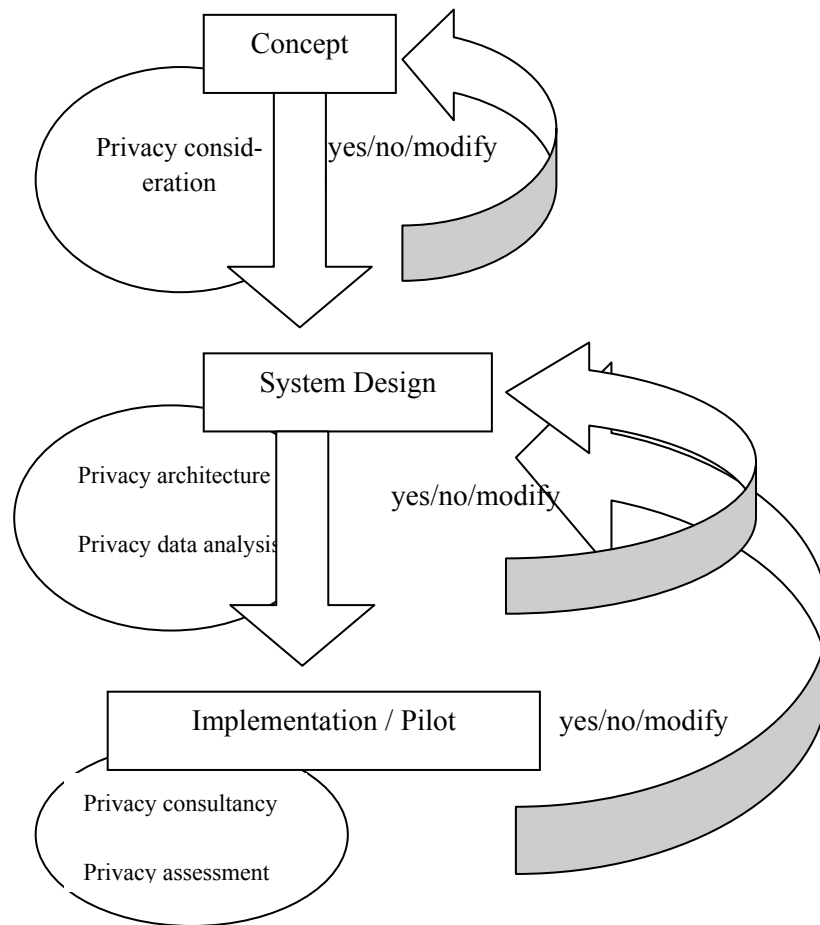 Concept
Privacy consid-
eration
yes/no/modify
System Design
Privacy architecture
Privacy data analysis
yes/no/modify
Implementation / Pilot
yes/no/modify
Privacy consultancy
Privacy assessment